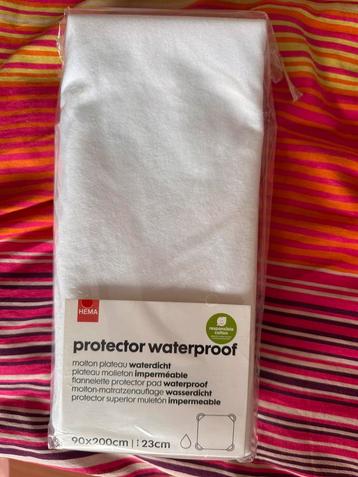 HEMA
responsible
cotton
protector waterproof
molton plateau waterdicht
plateau molleton imperméable
flannelette protector pad waterproof
molton-matratzenauflage wasserdicht
protector superior muletón impermeable
90x200cm | 23cm